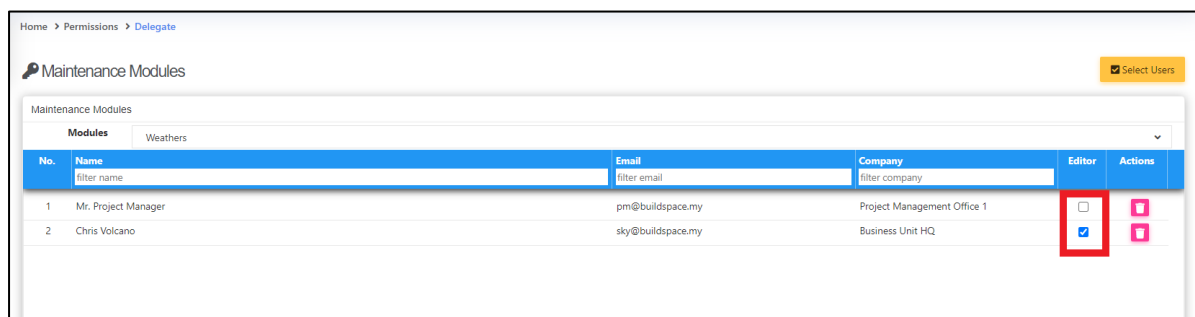 Home > Permissions > Delegate
Maintenance Modules
Select Users
Maintenance Modules
Modules Weathers
No. Name Email Company Editor Actions
filter name filter email filter company
1 Mr. Project Manager pm@buildspace.my Project Management Office 1
2 Chris Volcano sky@buildspace.my Business Unit HQ